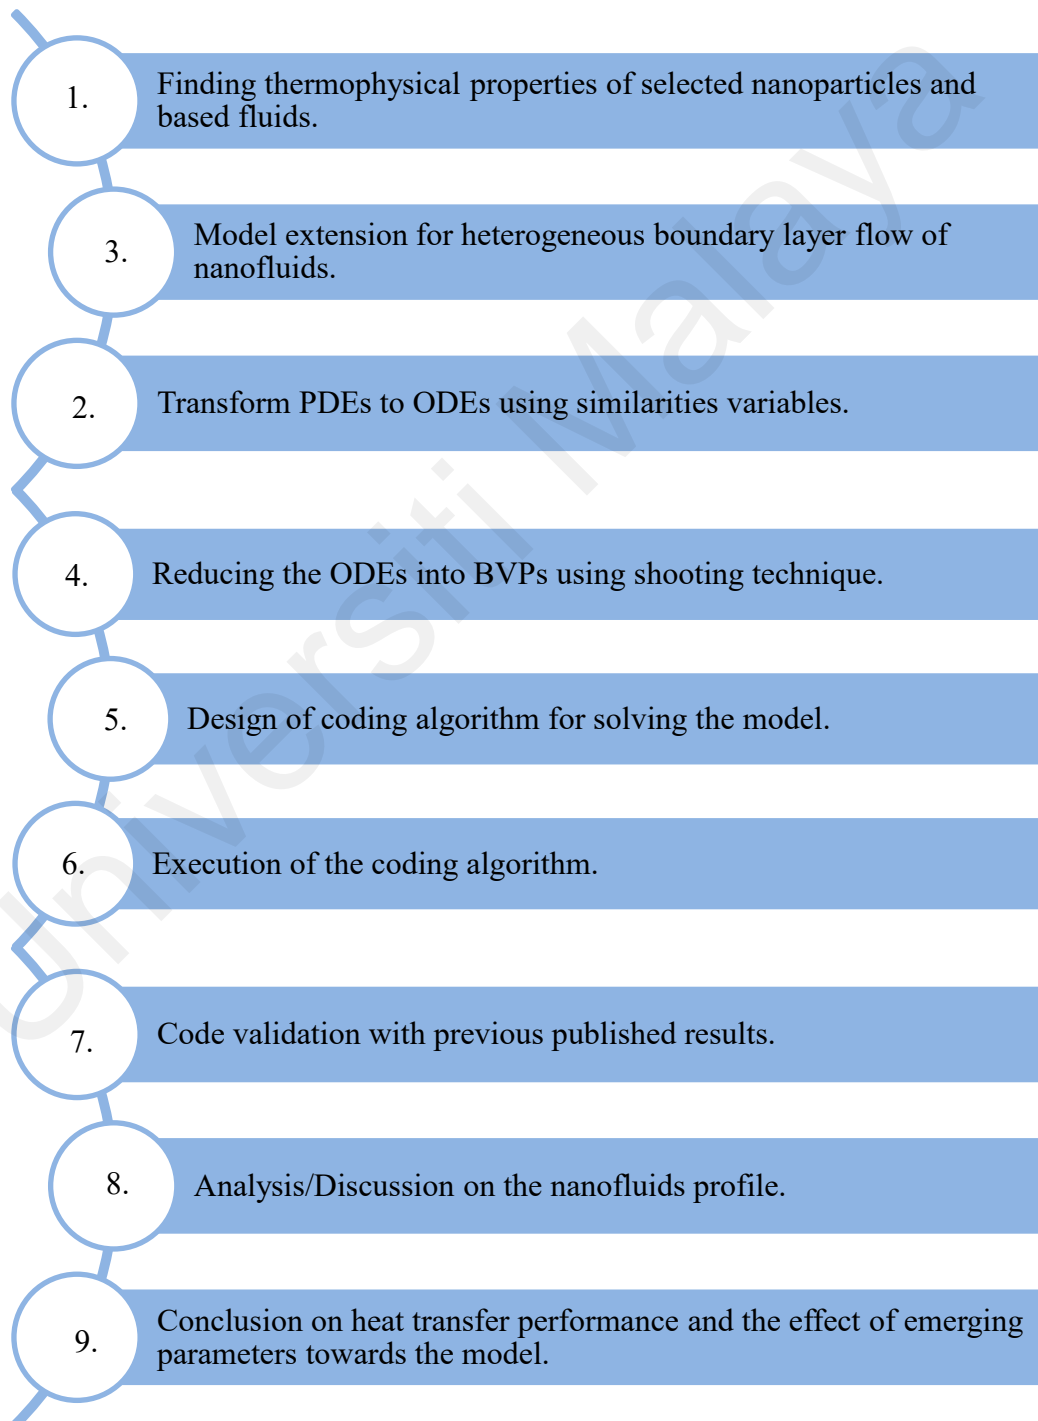 1.
Finding thermophysical properties of selected nanoparticles and
based fluids.
3.
Model extension for heterogeneous boundary layer flow of
nanofluids.
2.
Transform PDEs to ODEs using similarities variables.
4.
Reducing the ODEs into BVPs using shooting technique.
5.
Design of coding algorithm for solving the model.
6.
Execution of the coding algorithm.
7.
Code validation with previous published results.
8.
Analysis/Discussion on the nanofluids profile.
9.
Conclusion on heat transfer performance and the effect of emerging
parameters towards the model.
Universiti Malaya